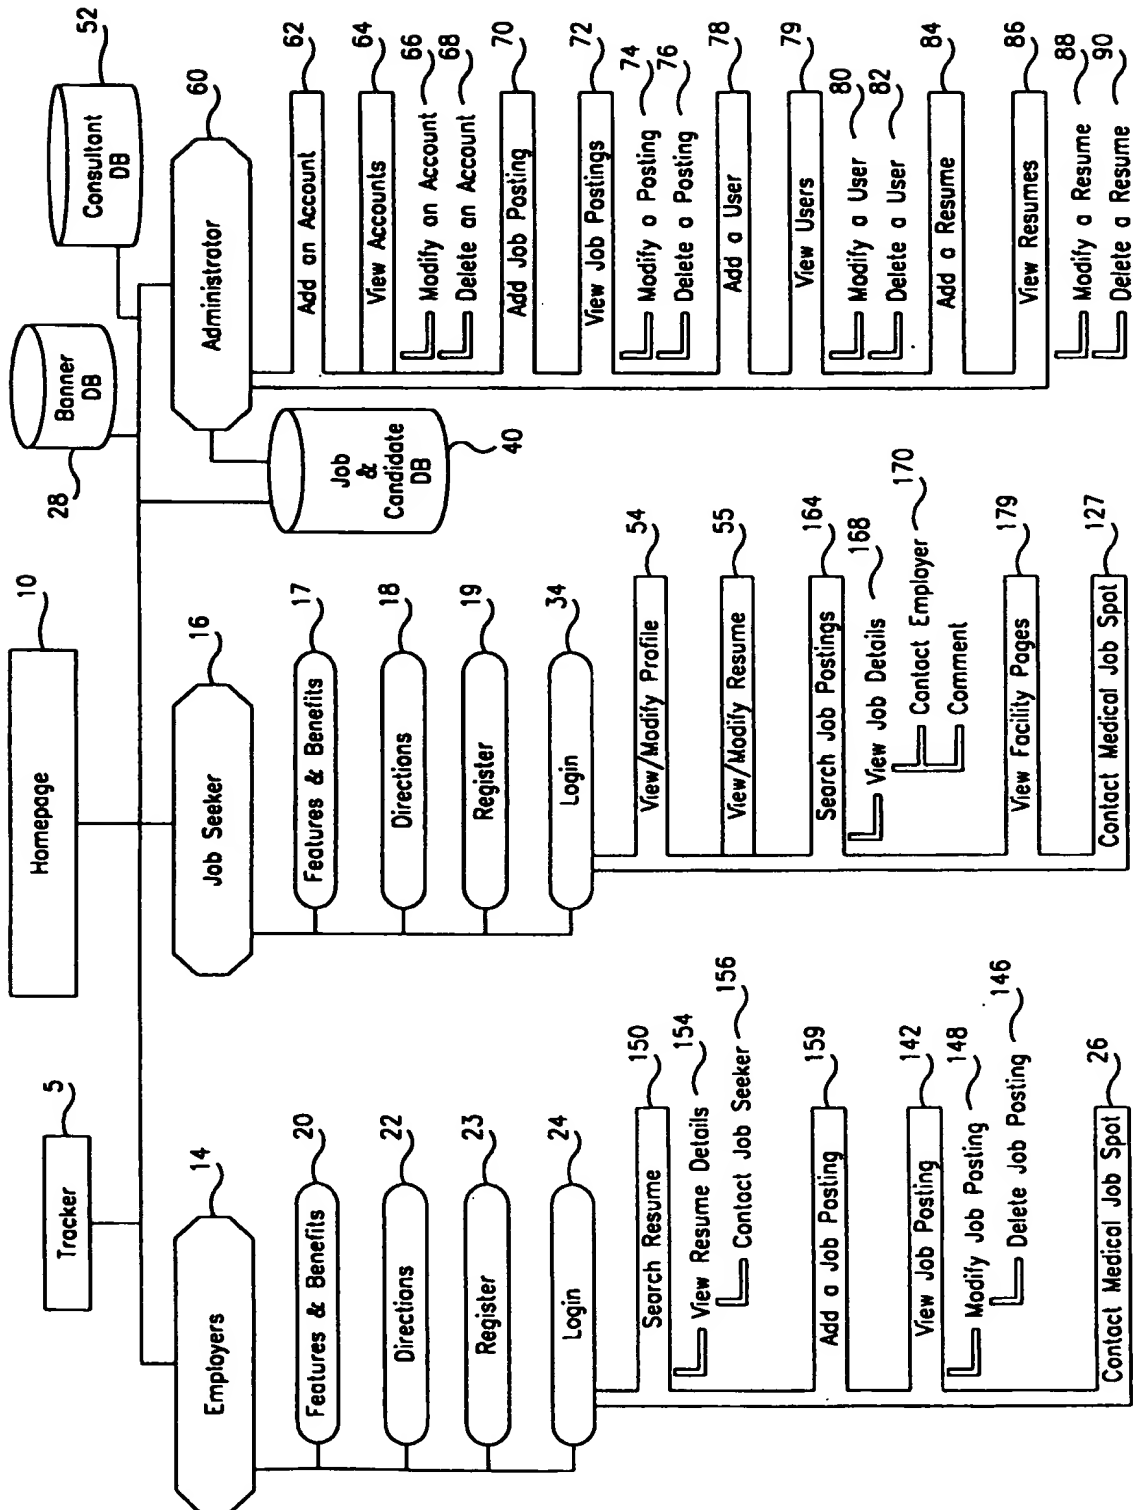 Homepage
10
Tracker
5
Banner
DB
28
Consultant
DB
52
Employers
14
Features & Benefits
20
Directions
22
Register
23
Login
24
Search Resume
150
View Resume Details
154
Contact Job Seeker
156
Add a Job Posting
159
View Job Posting
142
Modify Job Posting
148
Delete Job Posting
146
Contact Medical Job Spot
26
Job Seeker
16
Features & Benefits
17
Directions
18
Register
19
Login
34
View/Modify Profile
54
View/Modify Resume
55
Search Job Postings
164
View Job Details
168
Contact Employer
170
Comment
View Facility Pages
179
Contact Medical Job Spot
127
Job
&
Candidate
DB
40
Administrator
60
Add an Account
62
View Accounts
64
Modify an Account
66
Delete an Account
68
Add Job Posting
70
View Job Postings
72
Modify a Posting
74
Delete a Posting
76
Add a User
78
View Users
79
Modify a User
80
Delete a User
82
Add a Resume
84
View Resumes
86
Modify a Resume
88
Delete a Resume
90